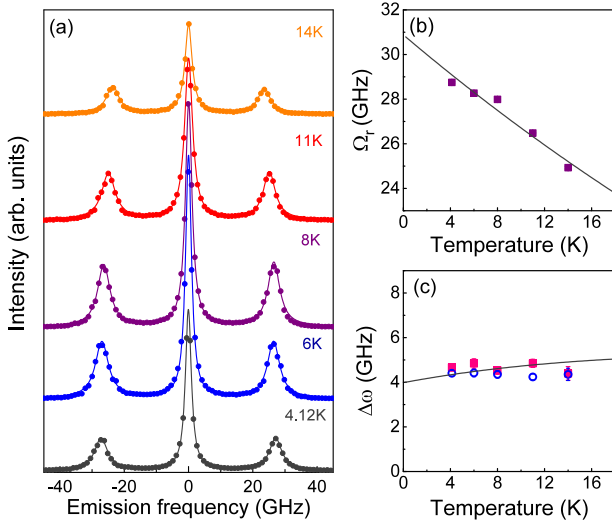 (a)
14K
11K
8K
6K
4.12K
Intensity (arb. units)
-40 -20 0 20 40
Emission frequency (GHz)
(b)
32
30
28
26
24
Ωr (GHz)
0 4 8 12 16
Temperature (K)
(c)
8
6
4
2
0
Δω (GHz)
0 4 8 12 16
Temperature (K)